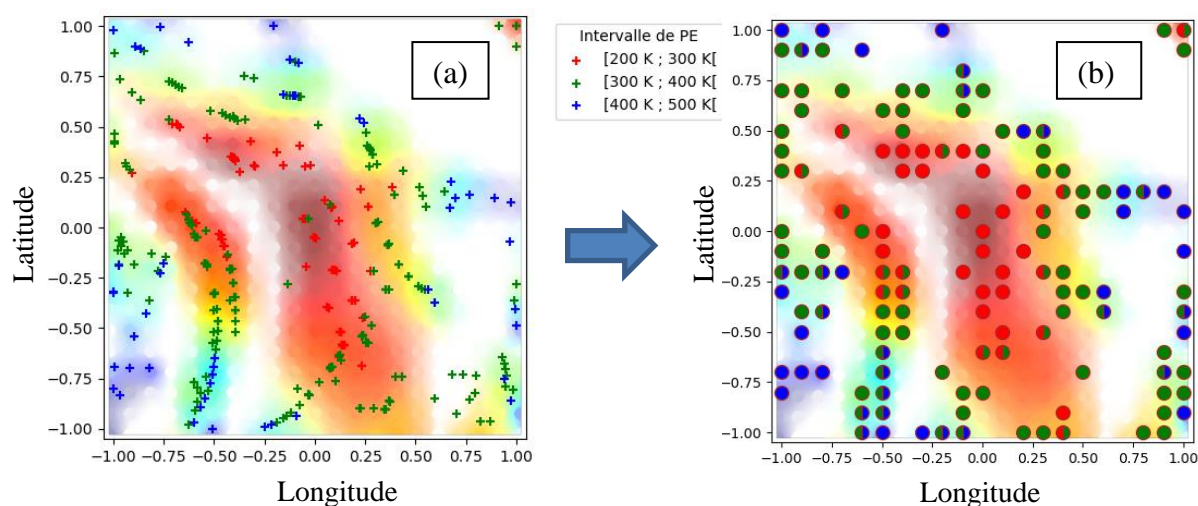 (a)
1.00
0.75
0.50
0.25
0.00
−0.25
−0.50
−0.75
−1.00
Latitude
−1.00 −0.75 −0.50 −0.25 0.00 0.25 0.50 0.75 1.00
Longitude
Intervalle de PE
[200 K ; 300 K[
[300 K ; 400 K[
[400 K ; 500 K[
(b)
1.00
0.75
0.50
0.25
0.00
−0.25
−0.50
−0.75
−1.00
Latitude
−1.00 −0.75 −0.50 −0.25 0.00 0.25 0.50 0.75 1.00
Longitude